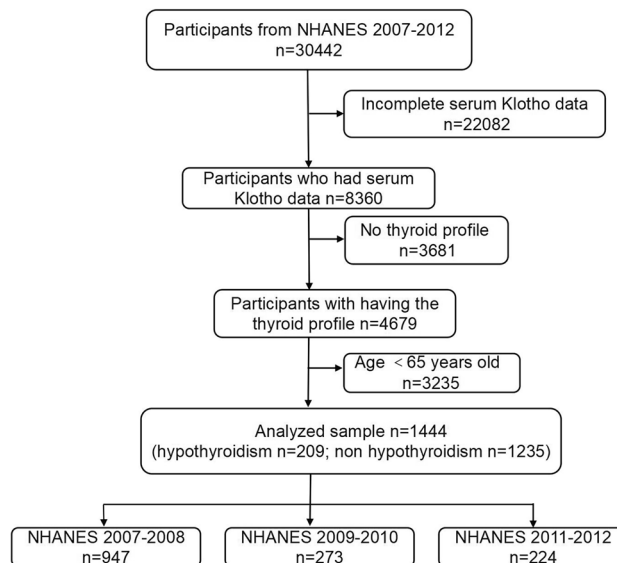 Participants from NHANES 2007-2012
n=30442
Incomplete serum Klotho data
n=22082
Participants who had serum
Klotho data n=8360
No thyroid profile
n=3681
Participants with having the
thyroid profile n=4679
Age ＜65 years old
n=3235
Analyzed sample n=1444
(hypothyroidism n=209; non hypothyroidism n=1235)
NHANES 2007-2008
n=947
NHANES 2009-2010
n=273
NHANES 2011-2012
n=224